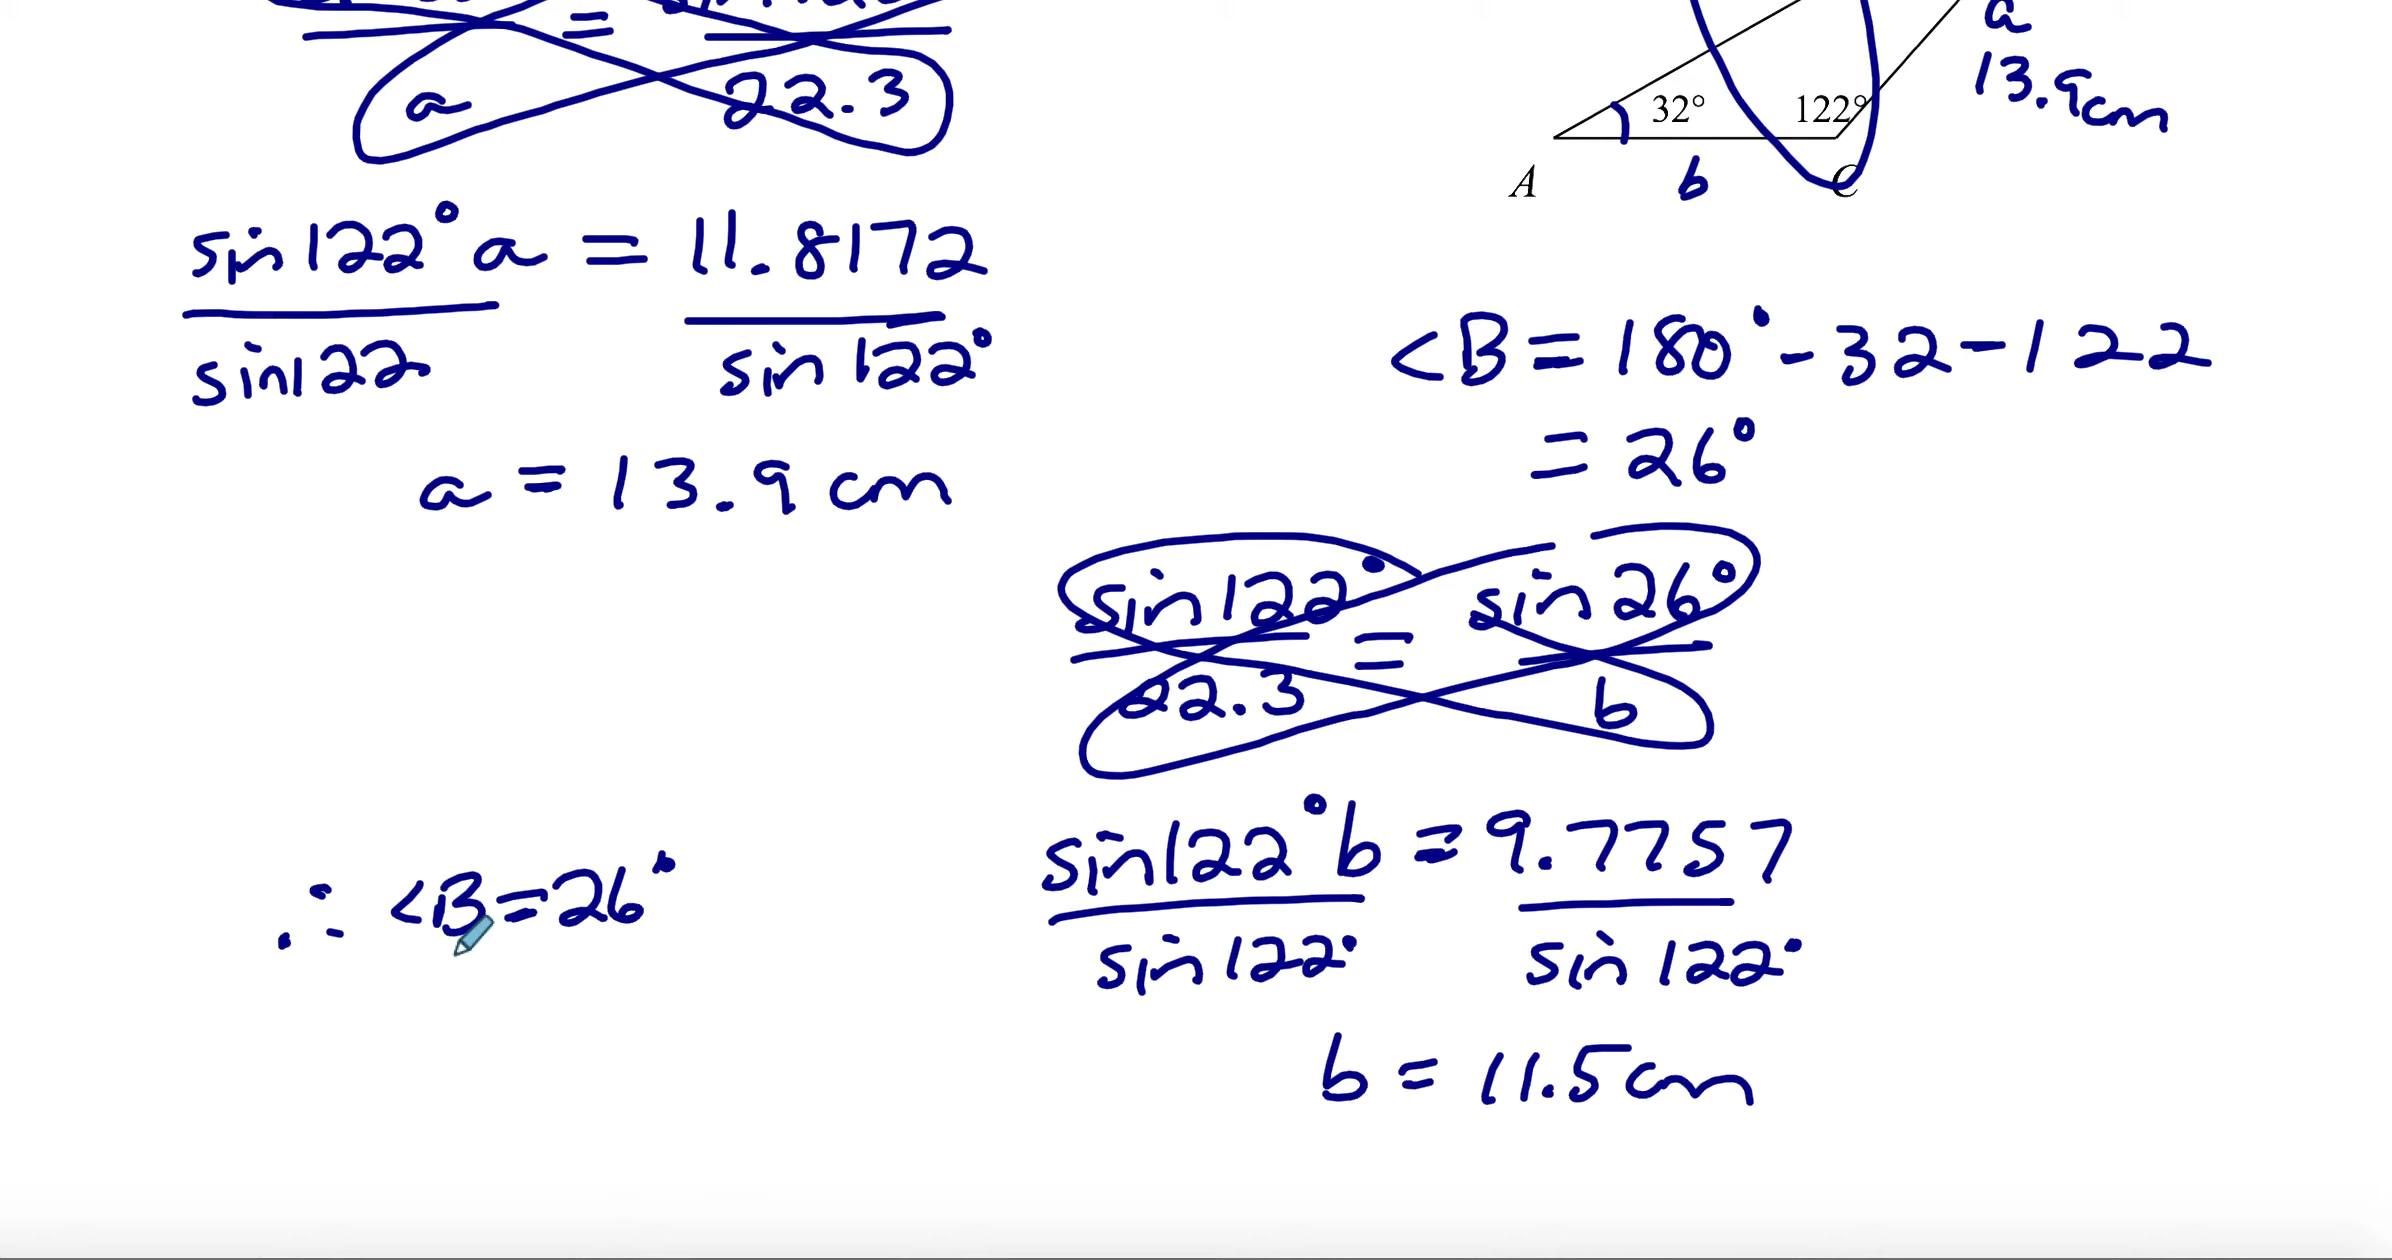 =
a 22.3
a
13.9cm
32° 122°
A b C
sin122°a = 11.8172
sin122 sin122°
a = 13.9 cm
<B = 180° - 32 - 122
= 26°
sin122° = sin26°
22.3 b
∴ <B = 26°
sin122°b = 9.7757
sin122° sin122°
b = 11.5cm